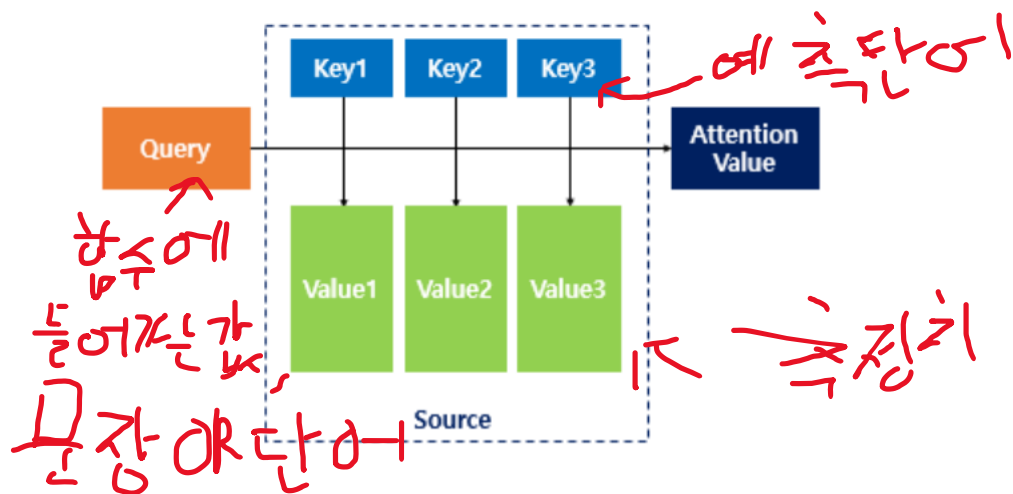 Key1 Key2 Key3
예측단어
Query
Attention
Value
함수에
들어가는 값
문장에 단어
Value1 Value2 Value3
측정치
Source